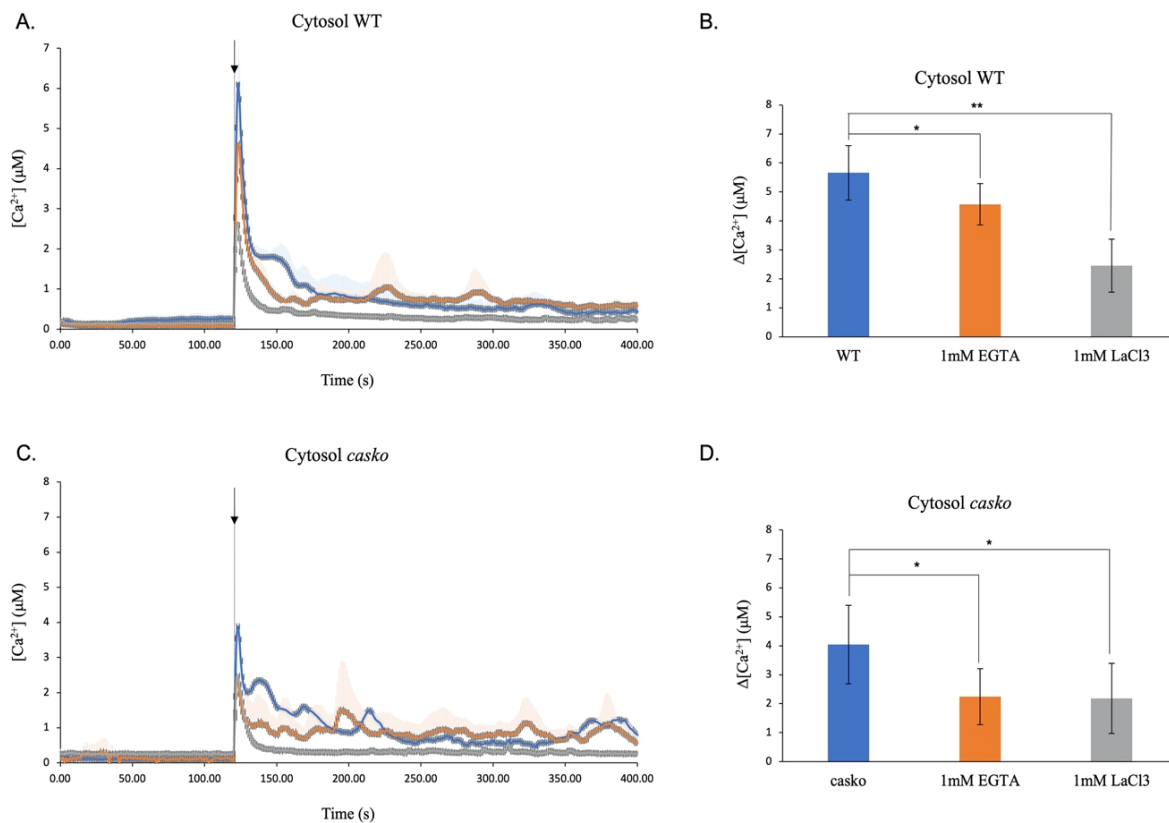 A.
Cytosol WT
[Ca²⁺] (μM)
7
6
5
4
3
2
1
0
0.00 50.00 100.00 150.00 200.00 250.00 300.00 350.00 400.00
Time (s)
B.
Cytosol WT
**
*
Δ[Ca²⁺] (μM)
8
7
6
5
4
3
2
1
0
WT 1mM EGTA 1mM LaCl3
C.
Cytosol casko
[Ca²⁺] (μM)
8
7
6
5
4
3
2
1
0
0.00 50.00 100.00 150.00 200.00 250.00 300.00 350.00 400.00
Time (s)
D.
Cytosol casko
*
*
Δ[Ca²⁺] (μM)
8
7
6
5
4
3
2
1
0
casko 1mM EGTA 1mM LaCl3